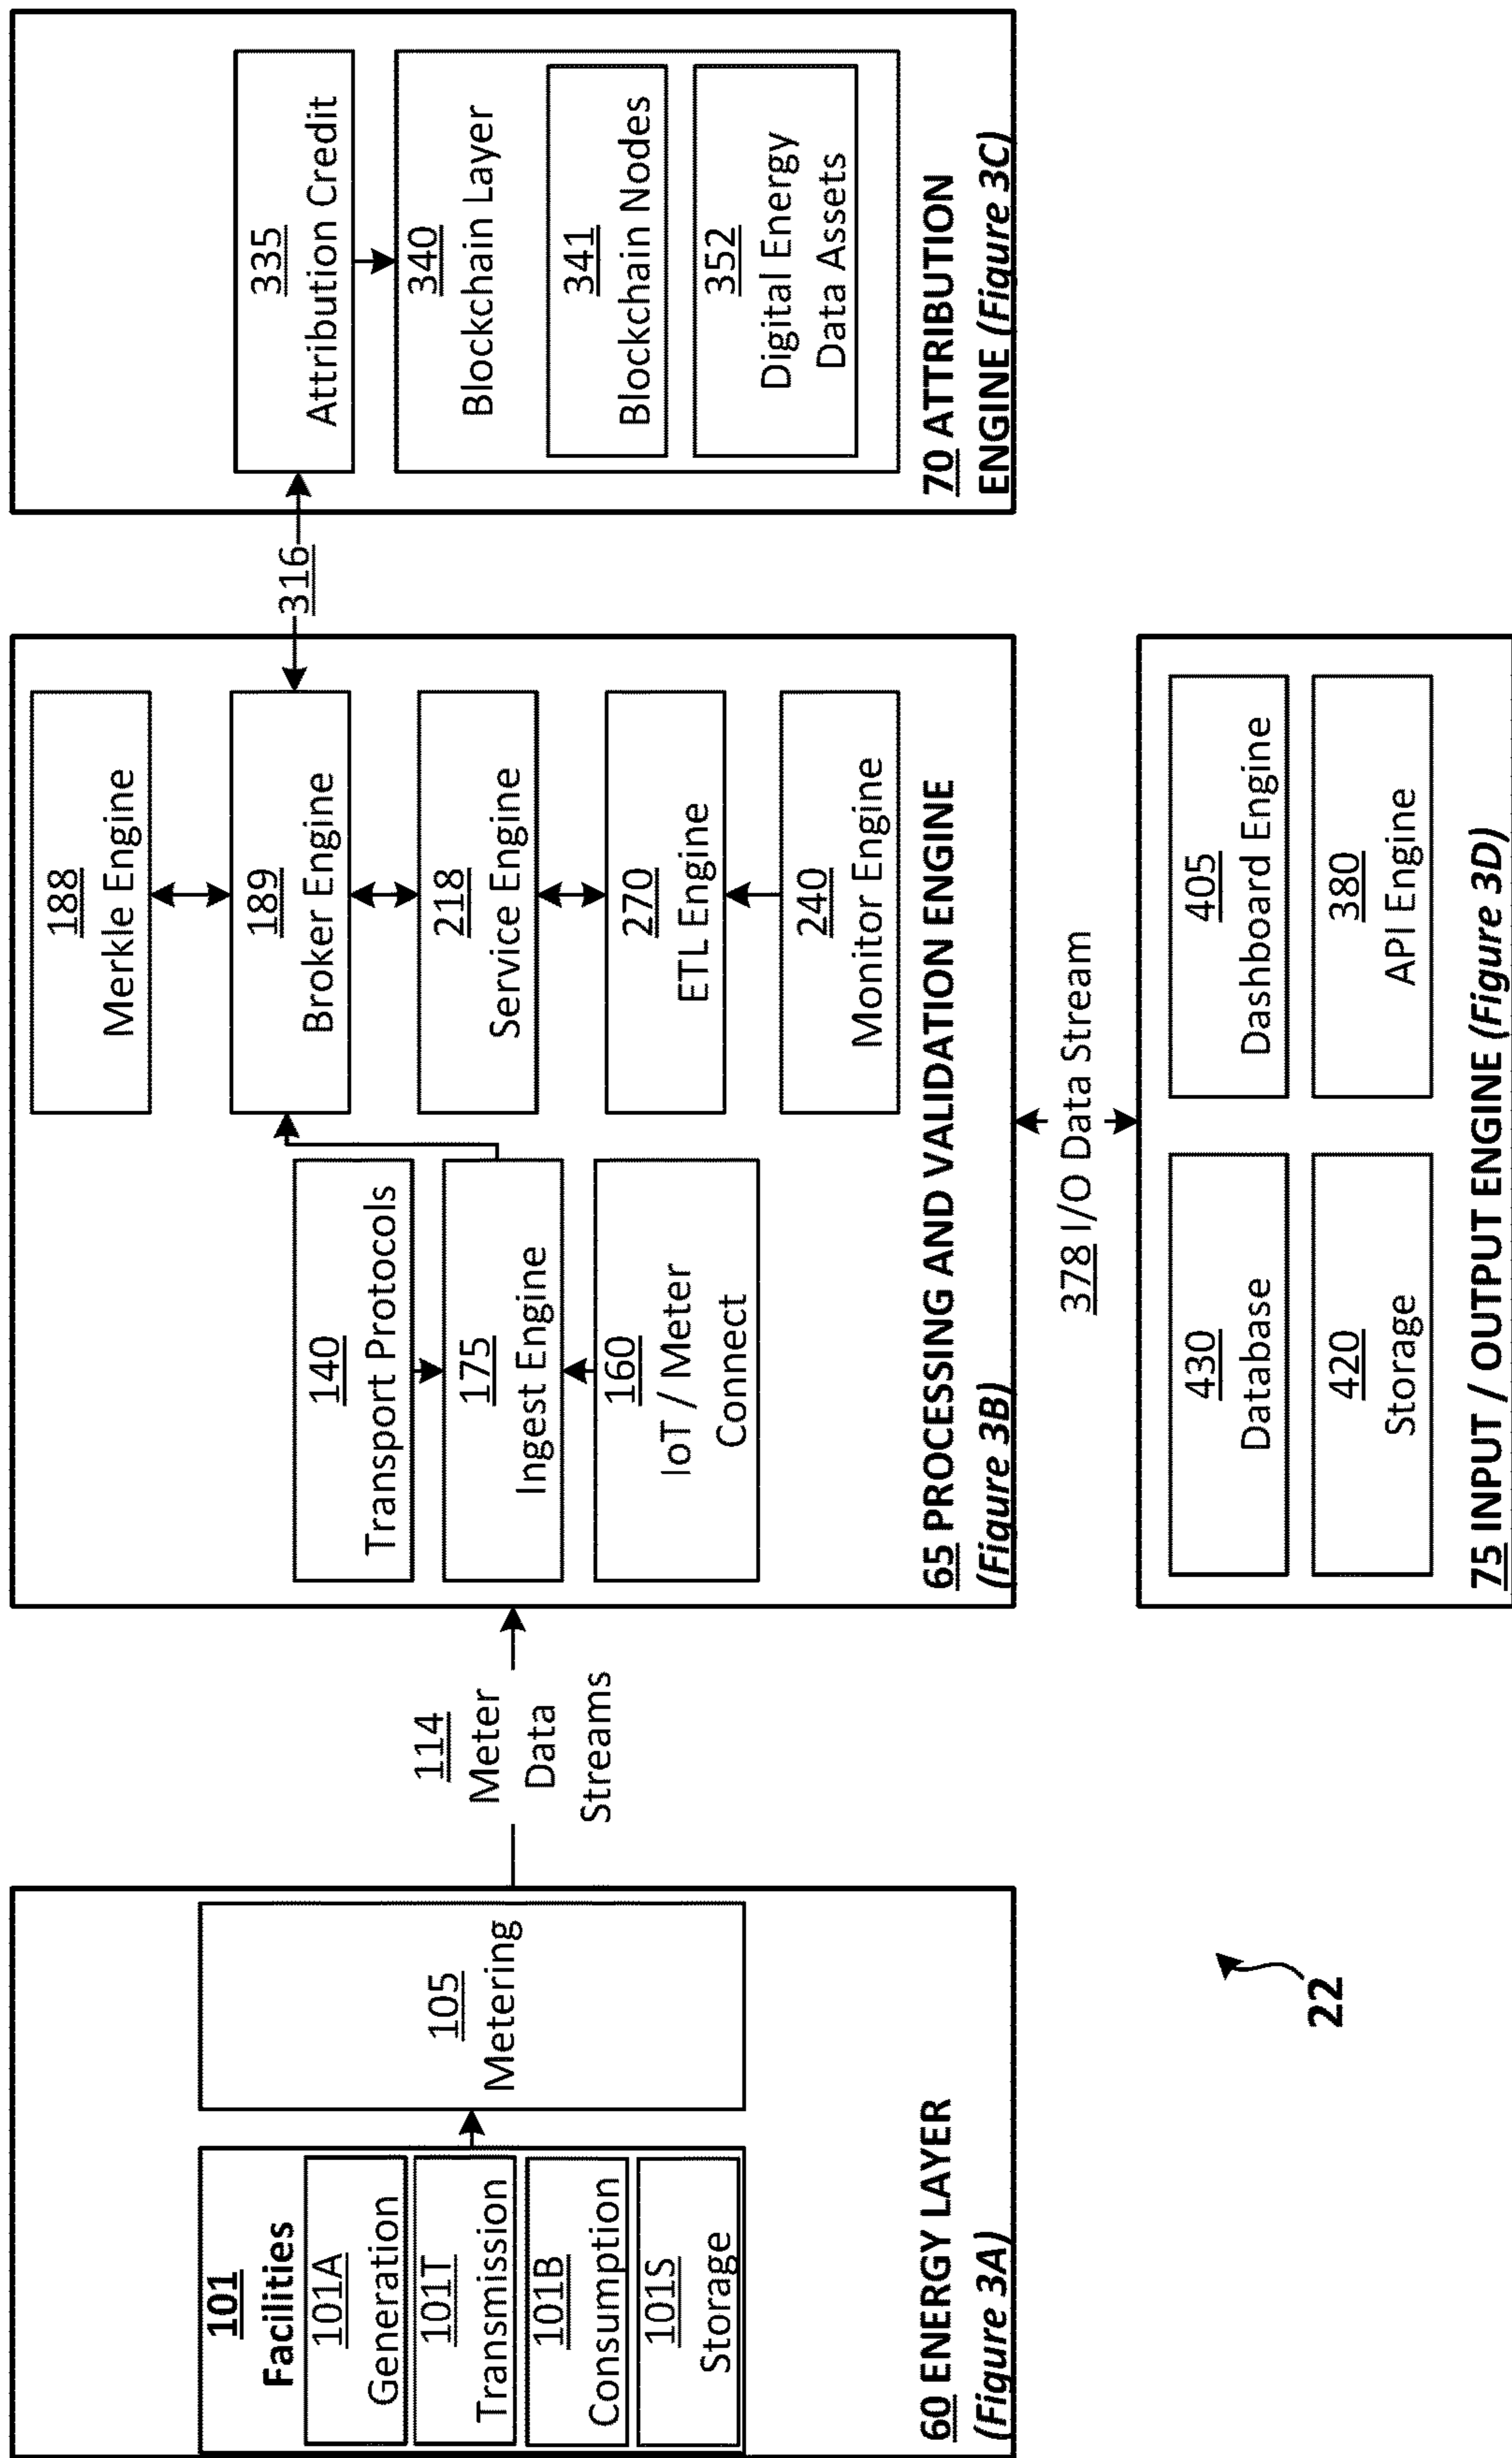 101
Facilities
101A
Generation
101T
Transmission
101B
Consumption
101S
Storage
105
Metering
60 ENERGY LAYER
(Figure 3A)
114
Meter
Data
Streams
140
Transport Protocols
175
Ingest Engine
160
IoT / Meter
Connect
188
Merkle Engine
189
Broker Engine
218
Service Engine
270
ETL Engine
240
Monitor Engine
65 PROCESSING AND VALIDATION ENGINE
(Figure 3B)
316
335
Attribution Credit
340
Blockchain Layer
341
Blockchain Nodes
352
Digital Energy
Data Assets
70 ATTRIBUTION
ENGINE (Figure 3C)
378 I/O Data Stream
430
Database
420
Storage
405
Dashboard Engine
380
API Engine
75 INPUT / OUTPUT ENGINE (Figure 3D)
22